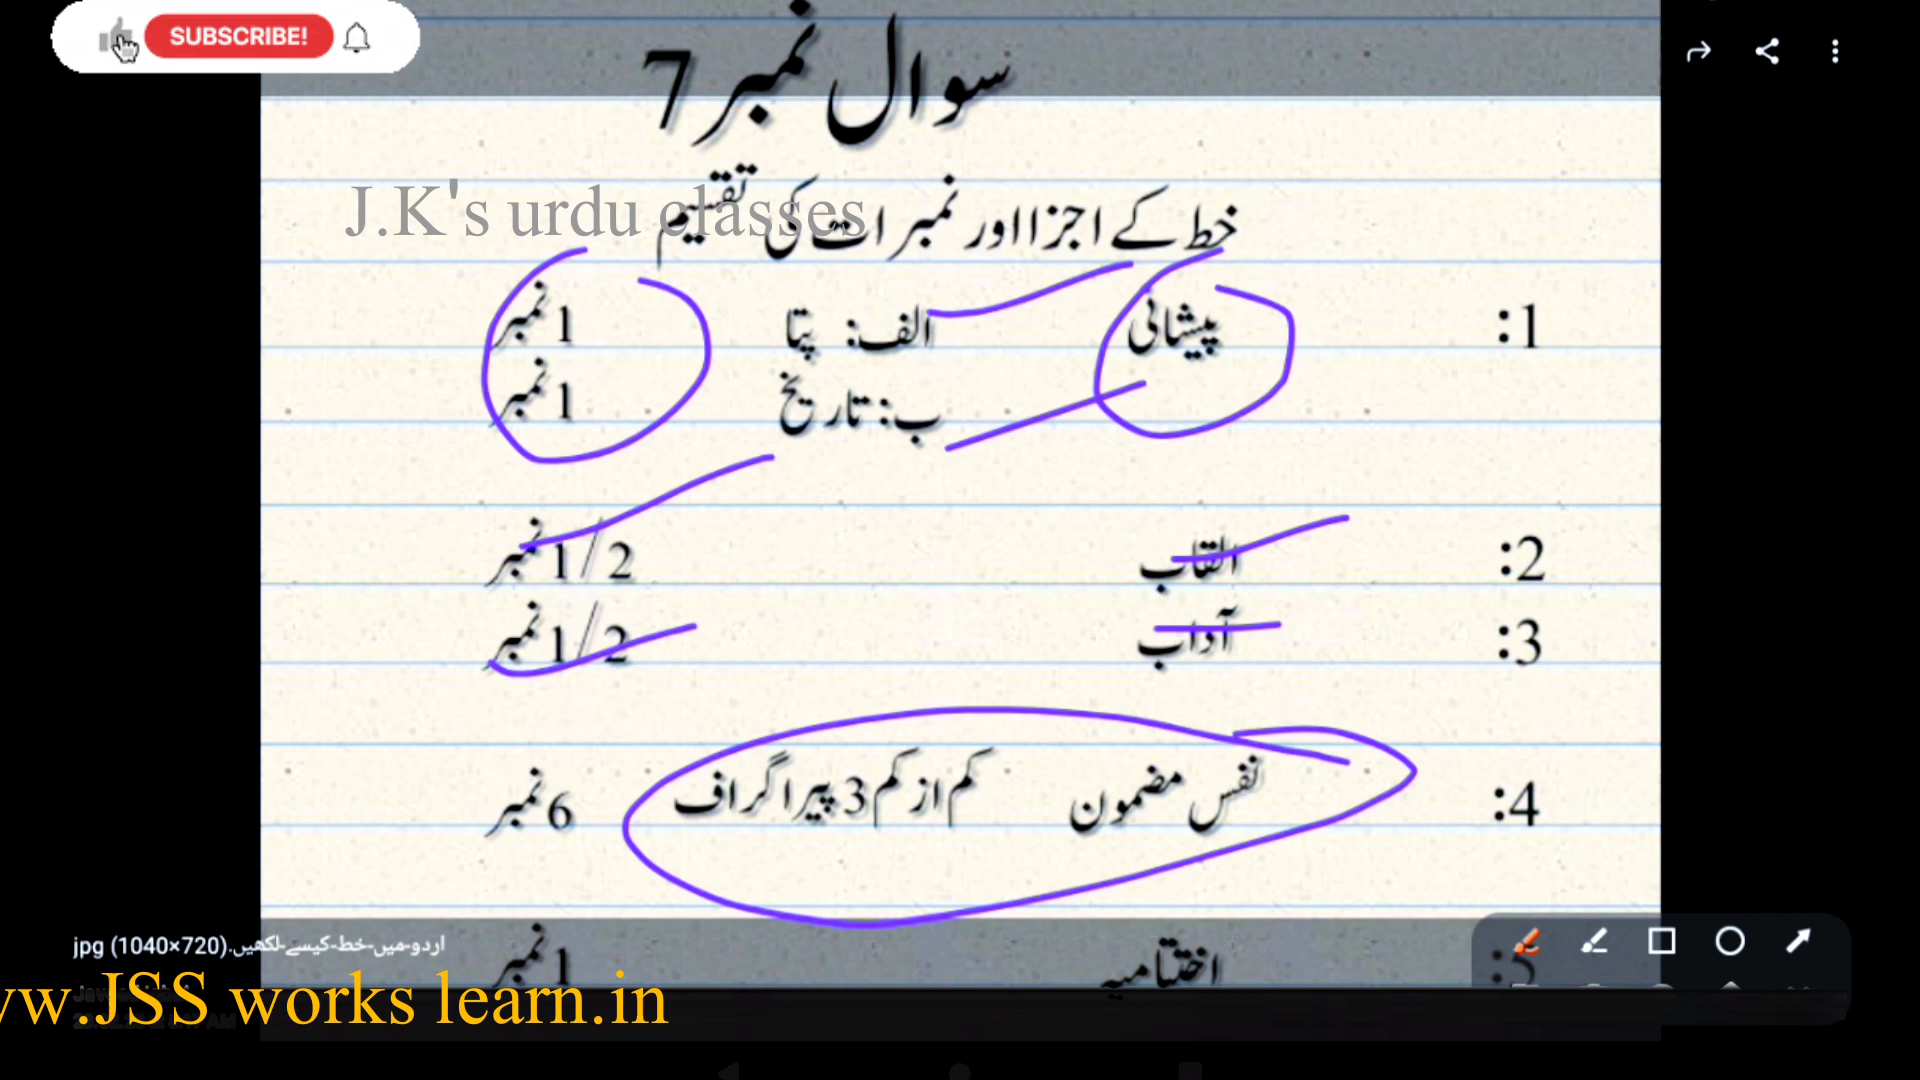 SUBSCRIBE!
سوال نمبر 7
J.K's urdu classes
خط کے اجزا اور نمبرات کی تقسیم
1: پیشانی الف: پتا 1 نمبر
ب: تاریخ 1 نمبر
2: القاب 1/2 نمبر
3: آداب 1/2 نمبر
4: نفس مضمون کم از کم 3 پیراگراف 6 نمبر
5: اختتامیہ 1 نمبر
اردو-میں-خط-کیسے-لکھیں.jpg (1040×720)
w.JSS works learn.in